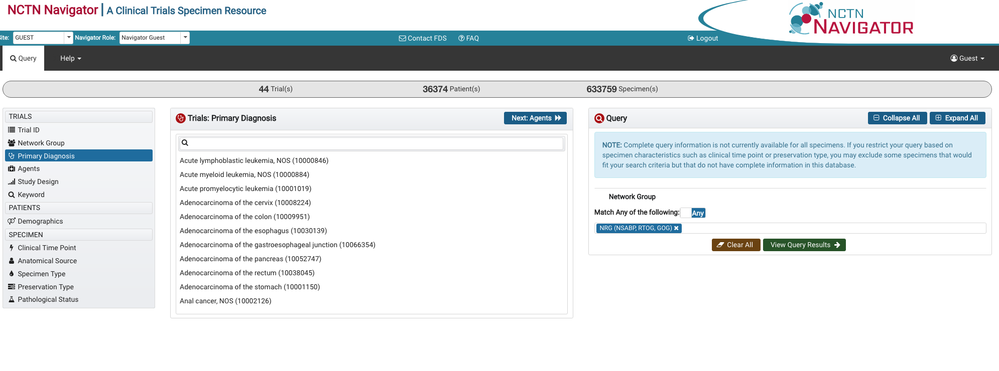 NCTN Navigator | A Clinical Trials Specimen Resource
NCTN
NAVIGATOR
Site: GUEST Navigator Role: Navigator Guest Contact FDS FAQ Logout
Query Help Guest
44 Trial(s) 36374 Patient(s) 633759 Specimen(s)
TRIALS
Trial ID
Network Group
Primary Diagnosis
Agents
Study Design
Keyword
PATIENTS
Demographics
SPECIMEN
Clinical Time Point
Anatomical Source
Specimen Type
Preservation Type
Pathological Status
Trials: Primary Diagnosis Next: Agents
Acute lymphoblastic leukemia, NOS (10000846)
Acute myeloid leukemia, NOS (10000884)
Acute promyelocytic leukemia (10001019)
Adenocarcinoma of the cervix (10008224)
Adenocarcinoma of the colon (10009951)
Adenocarcinoma of the esophagus (10030139)
Adenocarcinoma of the gastroesophageal junction (10066354)
Adenocarcinoma of the pancreas (10052747)
Adenocarcinoma of the rectum (10038045)
Adenocarcinoma of the stomach (10001150)
Anal cancer, NOS (10002126)
Query Collapse All Expand All
NOTE: Complete query information is not currently available for all specimens. If you restrict your query based on
specimen characteristics such as clinical time point or preservation type, you may exclude some specimens that would
fit your search criteria but that do not have complete information in this database.
Network Group
Match Any of the following: Any
NRG (NSABP, RTOG, GOG)
Clear All View Query Results